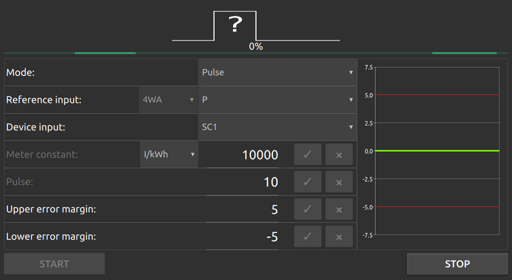 ?
0%
Mode: Pulse
Reference input: 4WA P
Device input: SC1
Meter constant: I/kWh 10000 ✓ ×
Pulse: 10 ✓ ×
Upper error margin: 5 ✓ ×
Lower error margin: -5 ✓ ×
7.5
5.0
2.5
0.0
-2.5
-5.0
-7.5
START STOP